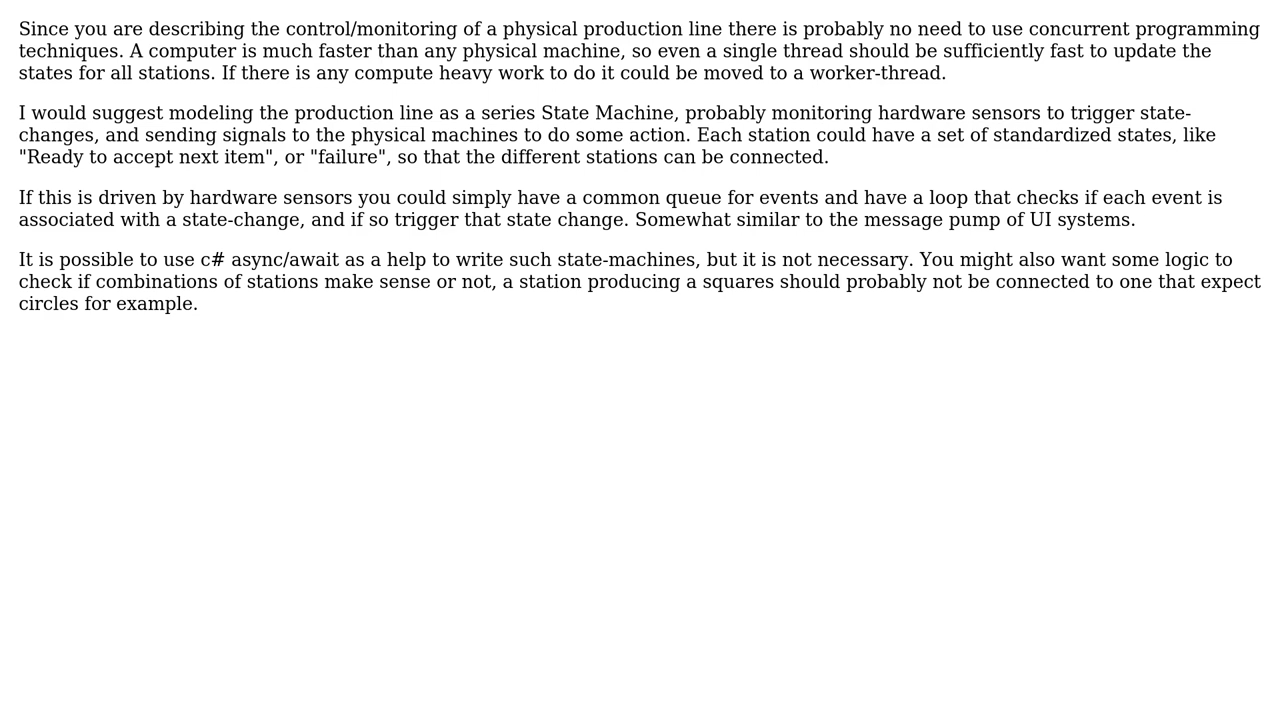 Since you are describing the control/monitoring of a physical production line there is probably no need to use concurrent programming
techniques. A computer is much faster than any physical machine, so even a single thread should be sufficiently fast to update the
states for all stations. If there is any compute heavy work to do it could be moved to a worker-thread.
I would suggest modeling the production line as a series State Machine, probably monitoring hardware sensors to trigger state-
changes, and sending signals to the physical machines to do some action. Each station could have a set of standardized states, like
"Ready to accept next item", or "failure", so that the different stations can be connected.
If this is driven by hardware sensors you could simply have a common queue for events and have a loop that checks if each event is
associated with a state-change, and if so trigger that state change. Somewhat similar to the message pump of UI systems.
It is possible to use c# async/await as a help to write such state-machines, but it is not necessary. You might also want some logic to
check if combinations of stations make sense or not, a station producing a squares should probably not be connected to one that expect
circles for example.